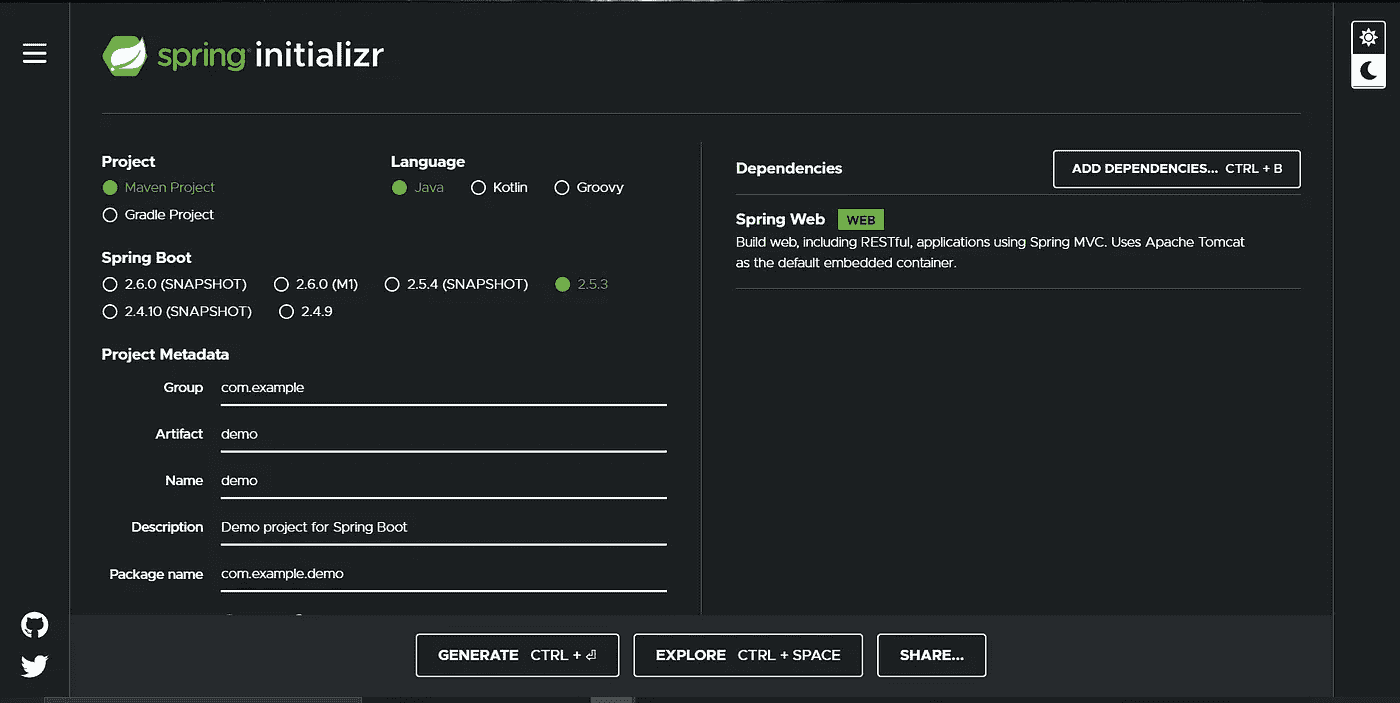 spring initializr
Project
Maven Project
Gradle Project
Language
Java Kotlin Groovy
Spring Boot
2.6.0 (SNAPSHOT) 2.6.0 (M1) 2.5.4 (SNAPSHOT) 2.5.3
2.4.10 (SNAPSHOT) 2.4.9
Project Metadata
Group com.example
Artifact demo
Name demo
Description Demo project for Spring Boot
Package name com.example.demo
Dependencies
ADD DEPENDENCIES... CTRL + B
Spring Web WEB
Build web, including RESTful, applications using Spring MVC. Uses Apache Tomcat
as the default embedded container.
GENERATE CTRL + ⏎
EXPLORE CTRL + SPACE
SHARE...